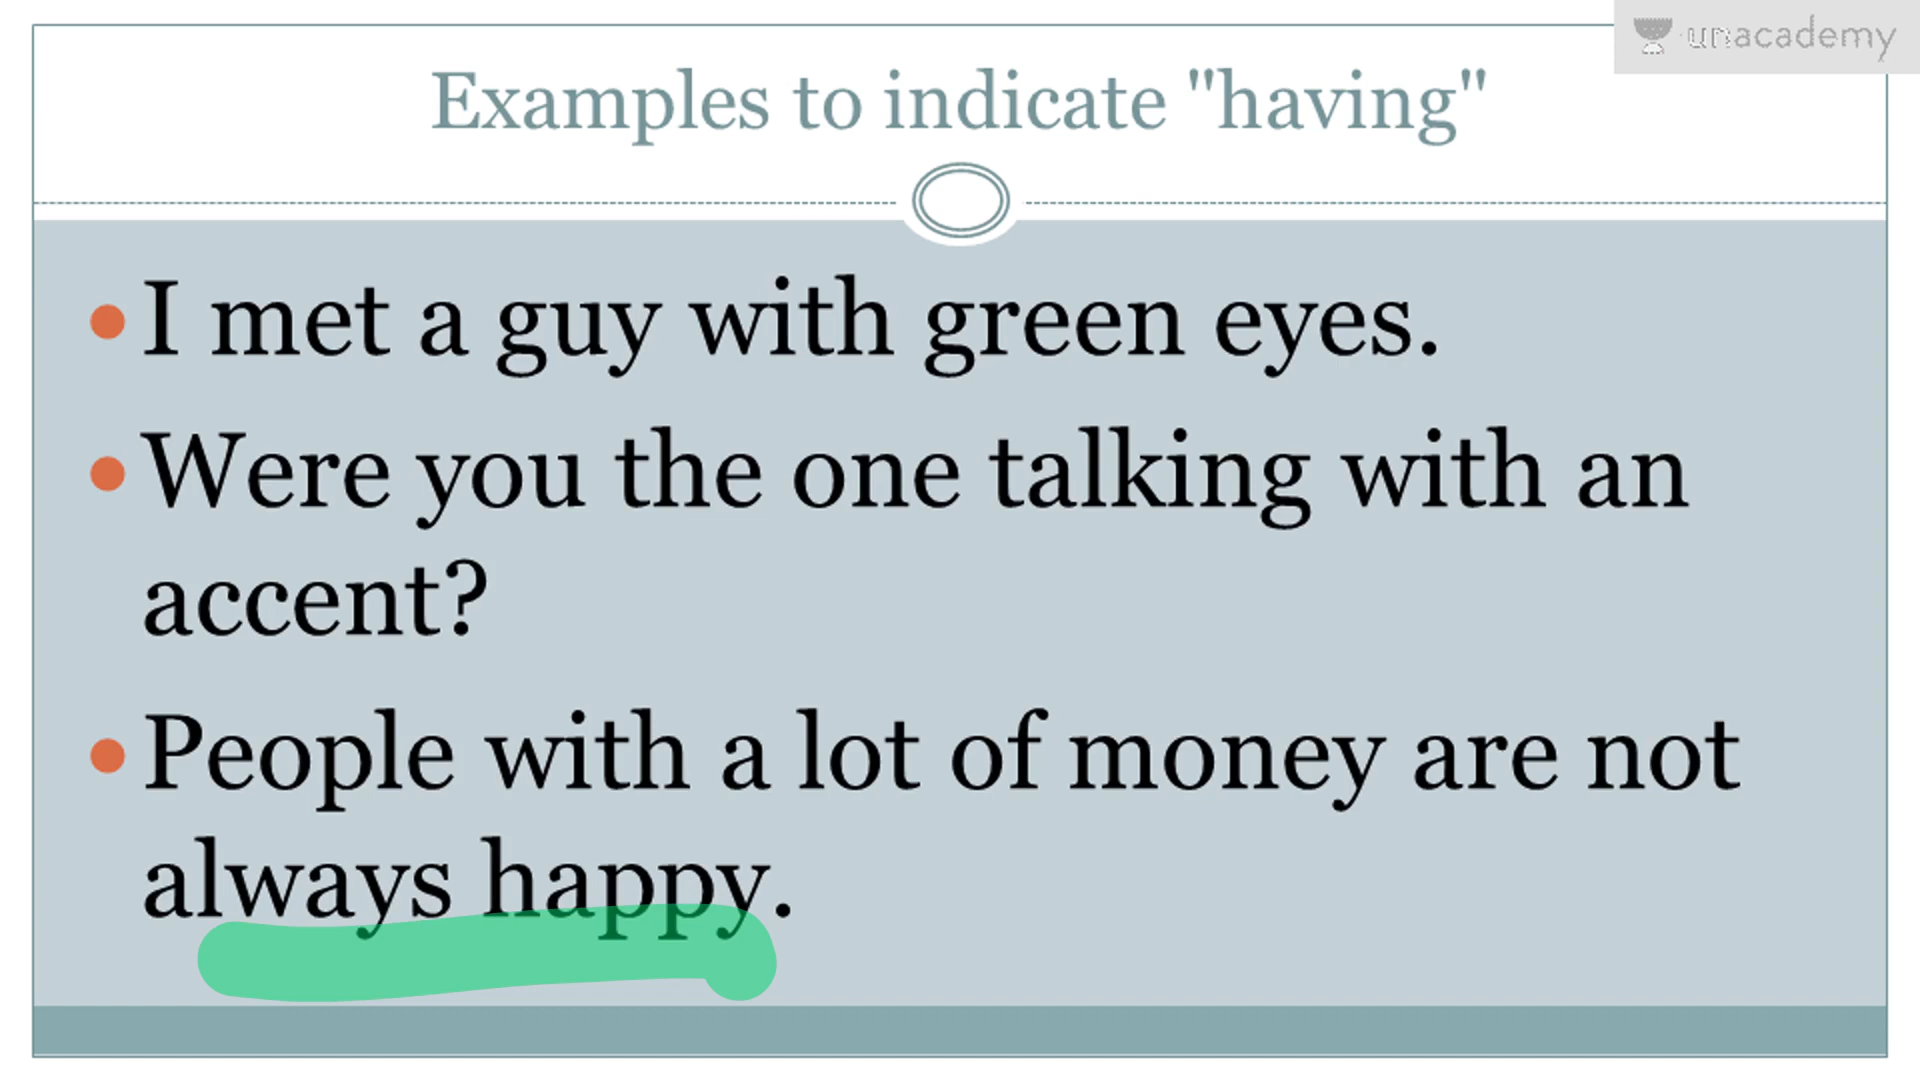 unacademy
Examples to indicate "having"
I met a guy with green eyes.
Were you the one talking with an
accent?
People with a lot of money are not
always happy.